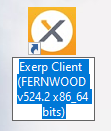 Exerp Client
(FERNWOOD
v524.2 x86_64
bits)